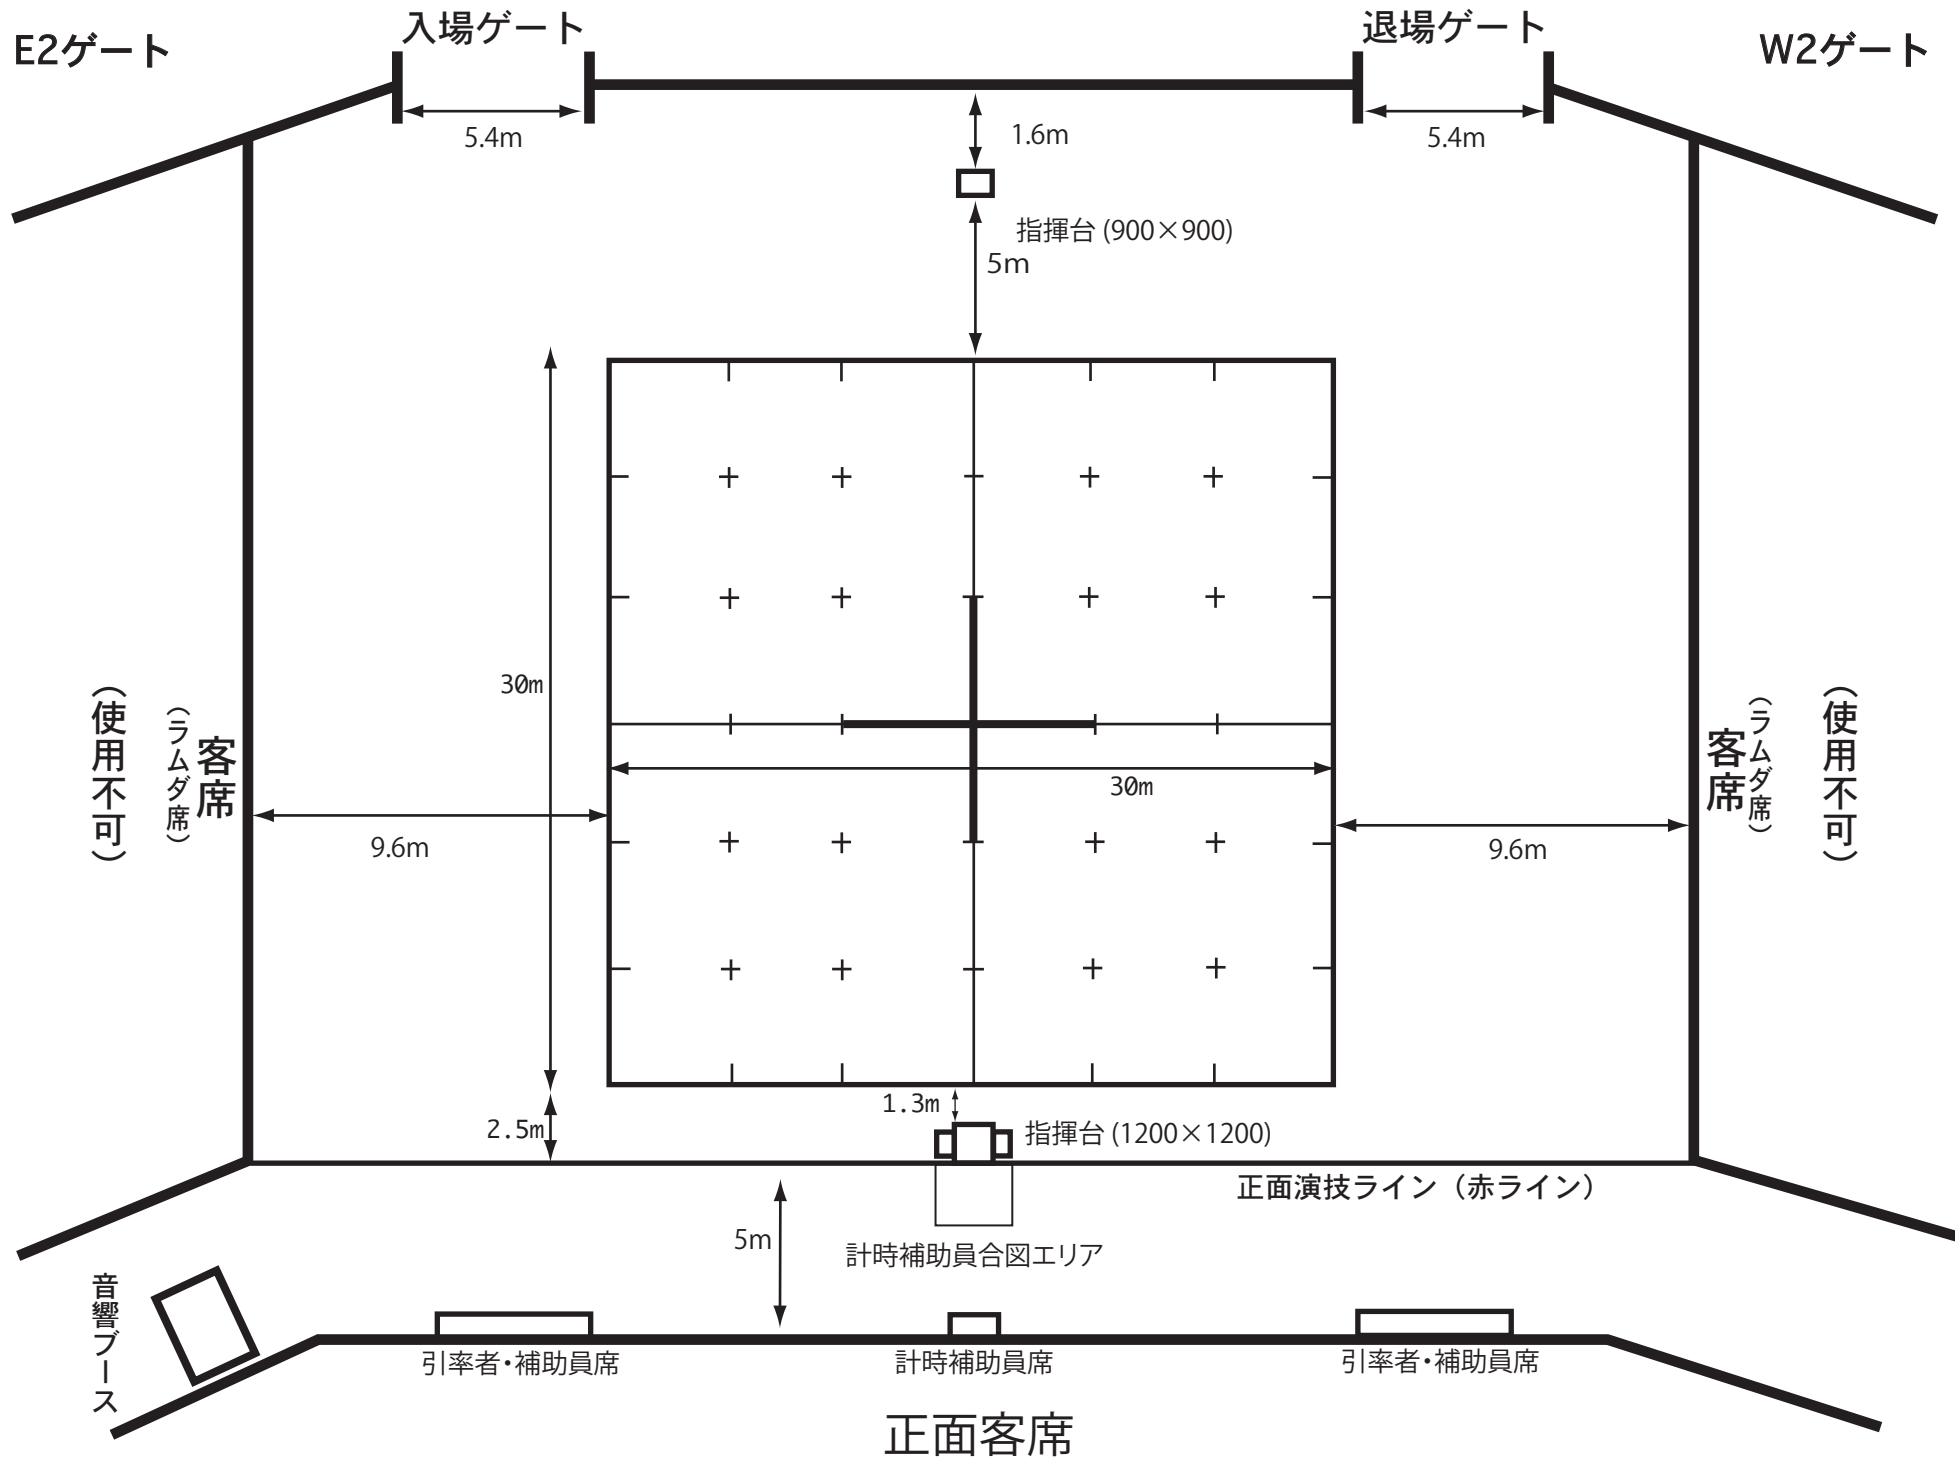 E2ゲート
入場ゲート
退場ゲート
W2ゲート
5.4m
1.6m
5.4m
指揮台 (900×900)
5m
30m
30m
(使用不可)
(ラムダ席)
客席
客席
(ラムダ席)
(使用不可)
9.6m
9.6m
1.3m
2.5m
指揮台 (1200×1200)
正面演技ライン（赤ライン）
5m
計時補助員合図エリア
音響ブース
引率者・補助員席
計時補助員席
引率者・補助員席
正面客席